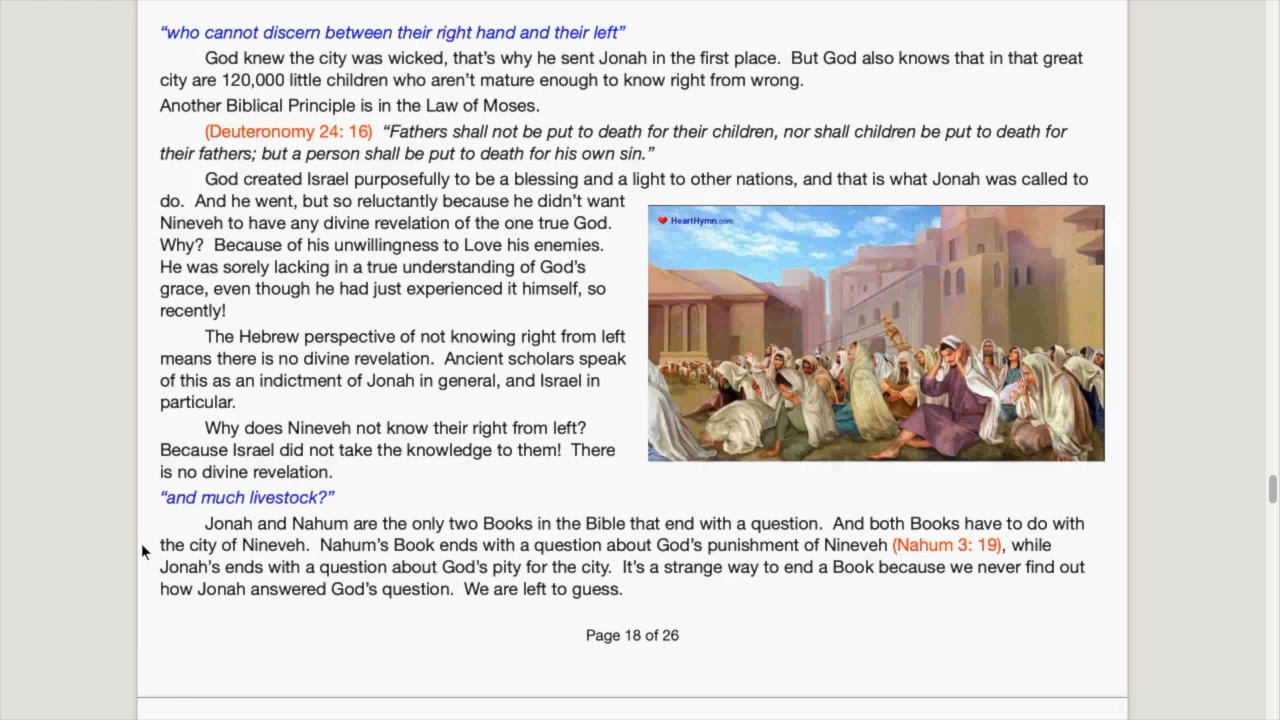 “who cannot discern between their right hand and their left”
God knew the city was wicked, that’s why he sent Jonah in the first place.  But God also knows that in that great
city are 120,000 little children who aren’t mature enough to know right from wrong.
Another Biblical Principle is in the Law of Moses.
(Deuteronomy 24: 16)  “Fathers shall not be put to death for their children, nor shall children be put to death for
their fathers; but a person shall be put to death for his own sin.”
God created Israel purposefully to be a blessing and a light to other nations, and that is what Jonah was called to
do.  And he went, but so reluctantly because he didn’t want
Nineveh to have any divine revelation of the one true God.
Why?  Because of his unwillingness to Love his enemies.
He was sorely lacking in a true understanding of God’s
grace, even though he had just experienced it himself, so
recently!
HeartHymn.com
The Hebrew perspective of not knowing right from left
means there is no divine revelation.  Ancient scholars speak
of this as an indictment of Jonah in general, and Israel in
particular.
Why does Nineveh not know their right from left?
Because Israel did not take the knowledge to them!  There
is no divine revelation.
“and much livestock?”
Jonah and Nahum are the only two Books in the Bible that end with a question.  And both Books have to do with
the city of Nineveh.  Nahum’s Book ends with a question about God’s punishment of Nineveh (Nahum 3: 19), while
Jonah’s ends with a question about God’s pity for the city.  It’s a strange way to end a Book because we never find out
how Jonah answered God’s question.  We are left to guess.
Page 18 of 26